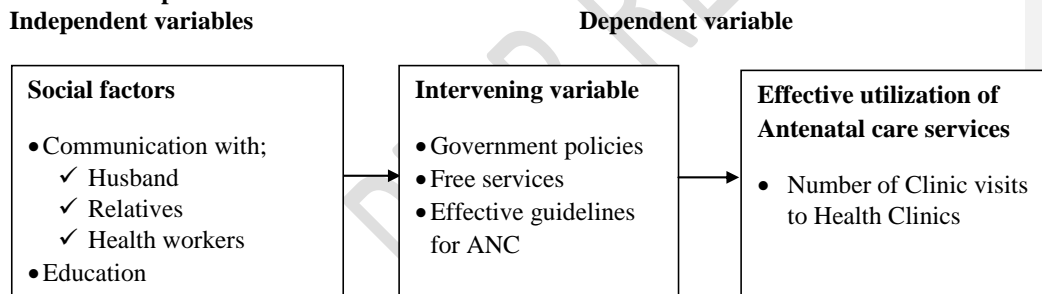 Independent variables
Dependent variable
Social factors
•Communication with;
✓ Husband
✓ Relatives
✓ Health workers
•Education
Intervening variable
•Government policies
•Free services
•Effective guidelines
for ANC
Effective utilization of
Antenatal care services
• Number of Clinic visits
to Health Clinics